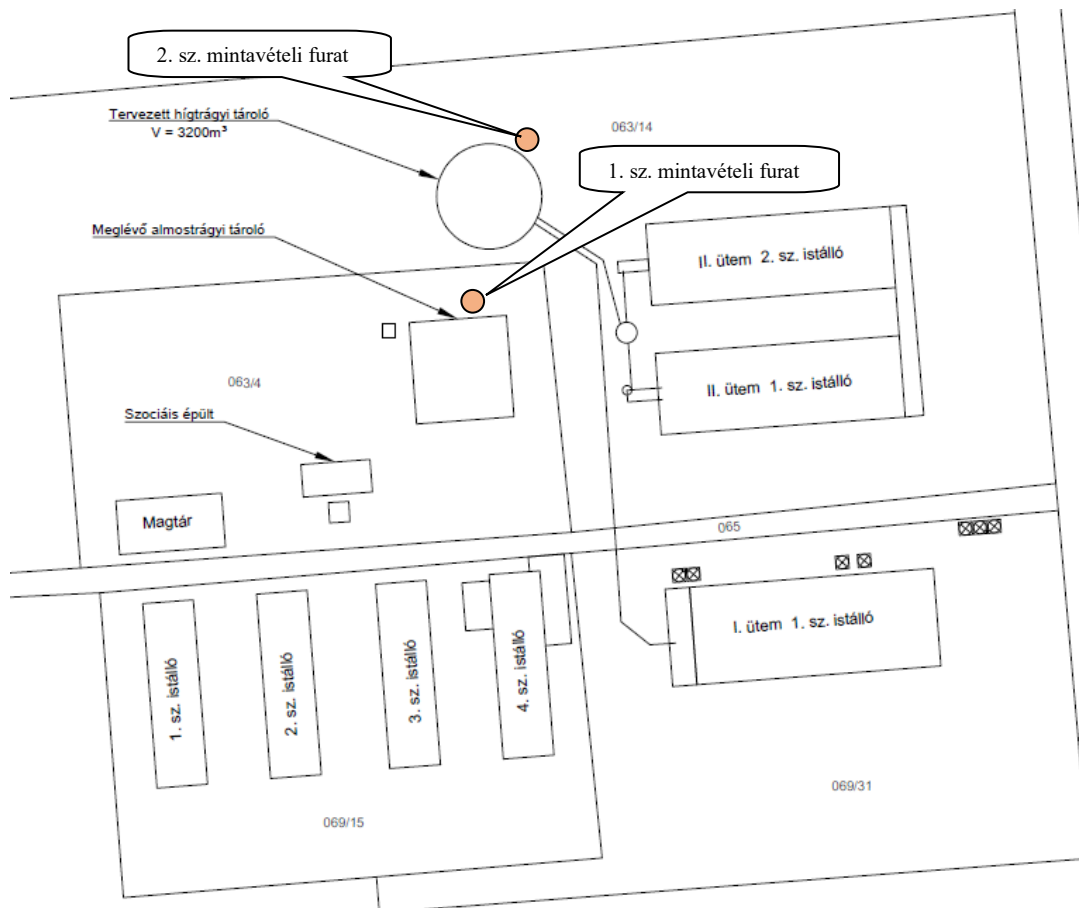 2. sz. mintavételi furat
Tervezett hígtrágyi tároló
V = 3200m³
063/14
1. sz. mintavételi furat
Meglévő almostrágyi tároló
II. ütem 2. sz. istálló
063/4
II. ütem 1. sz. istálló
Szociáis épült
Magtár
065
I. ütem 1. sz. istálló
1. sz. istálló
2. sz. istálló
3. sz. istálló
4. sz. istálló
069/31
069/15